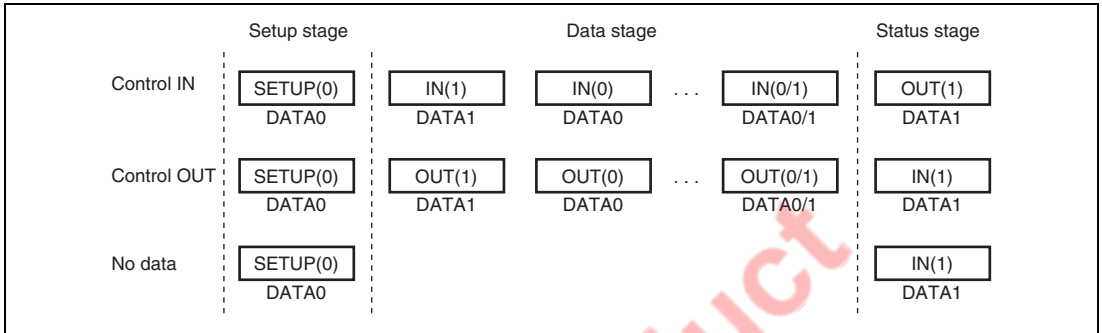 Setup stage Data stage Status stage
Control IN SETUP(0) IN(1) IN(0) . . . IN(0/1) OUT(1)
DATA0 DATA1 DATA0 DATA0/1 DATA1
Control OUT SETUP(0) OUT(1) OUT(0) . . . OUT(0/1) IN(1)
DATA0 DATA1 DATA0 DATA0/1 DATA1
No data SETUP(0) IN(1)
DATA0 DATA1
uct